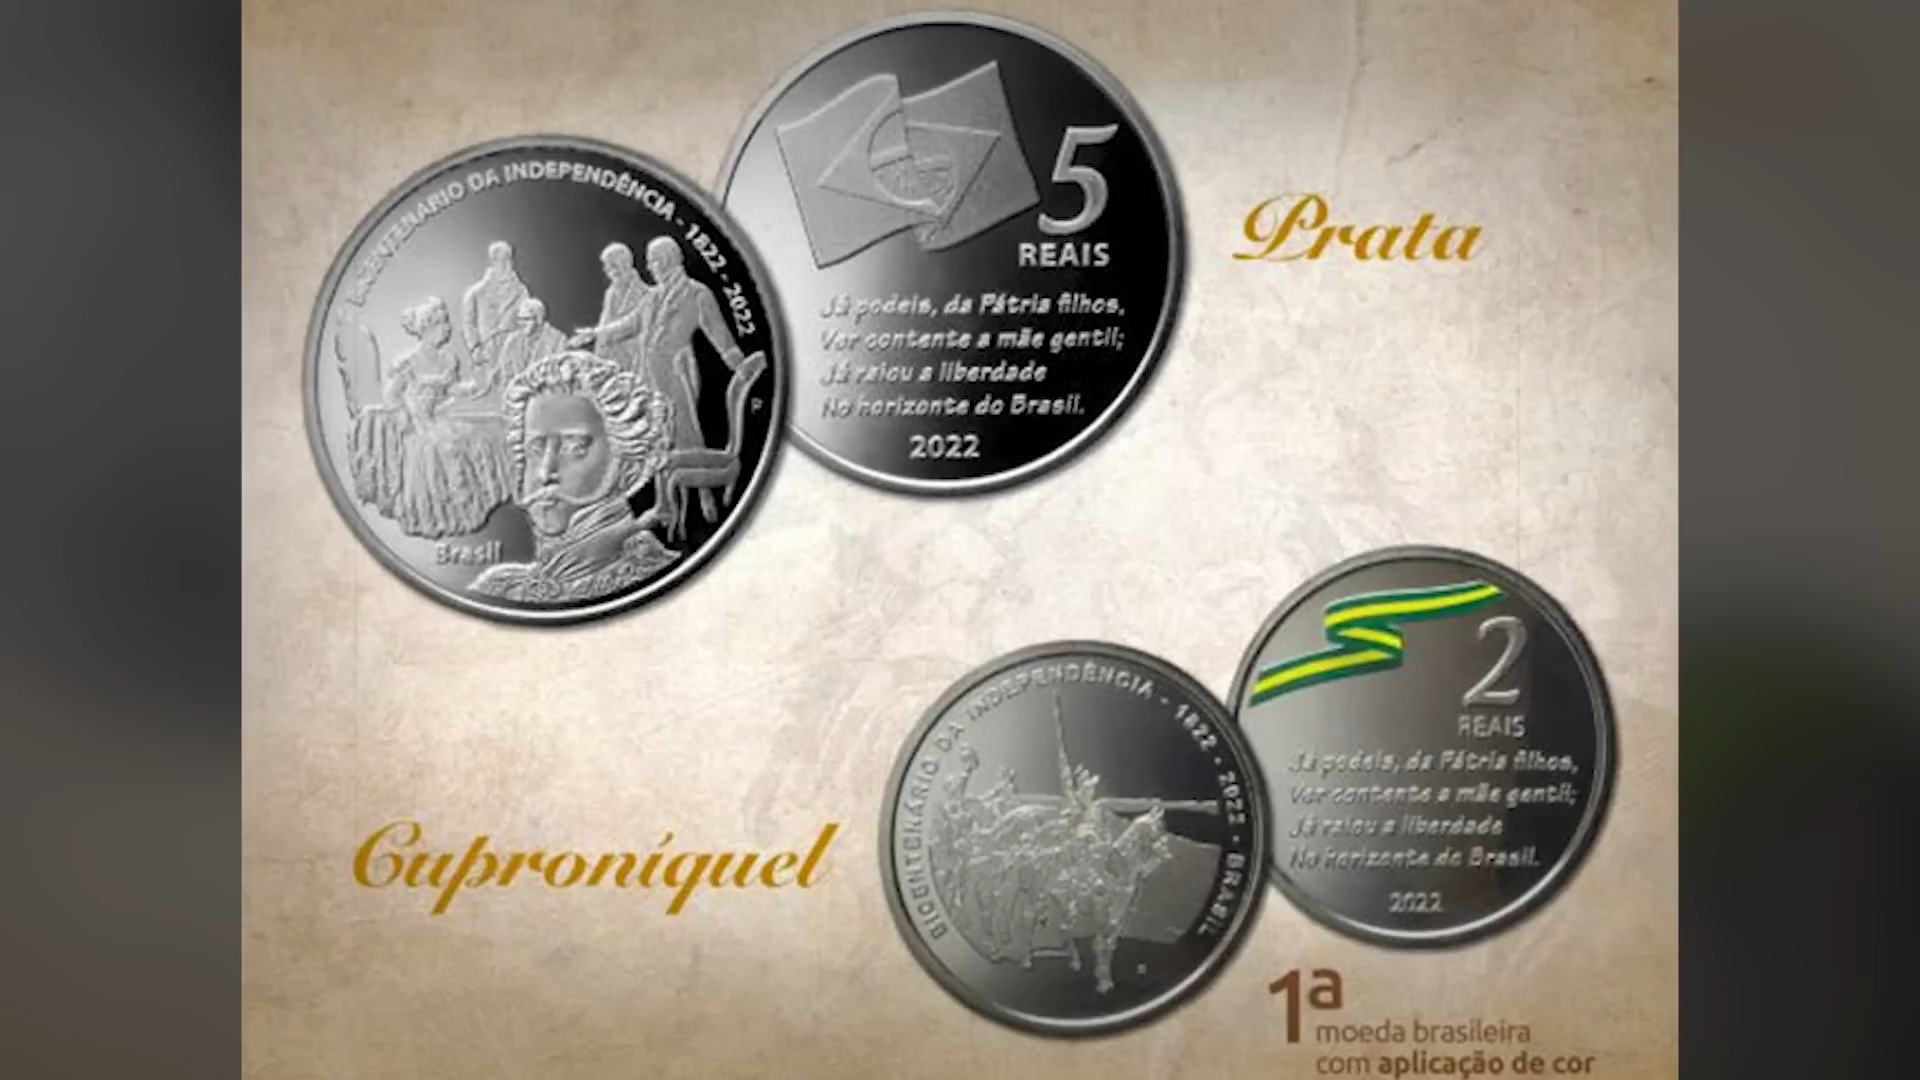 BICENTENÁRIO DA INDEPENDÊNCIA - 1822 - 2022
Brasil
5
REAIS
Já podeis, da Pátria filhos,
Ver contente a mãe gentil;
Já raiou a liberdade
No horizonte do Brasil.
2022
Prata
Cuproníquel
BICENTENÁRIO DA INDEPENDÊNCIA - 1822 - 2022 - BRASIL
2
REAIS
Já podeis, da Pátria filhos,
Ver contente a mãe gentil;
Já raiou a liberdade
No horizonte do Brasil.
2022
1ª
moeda brasileira
com aplicação de cor